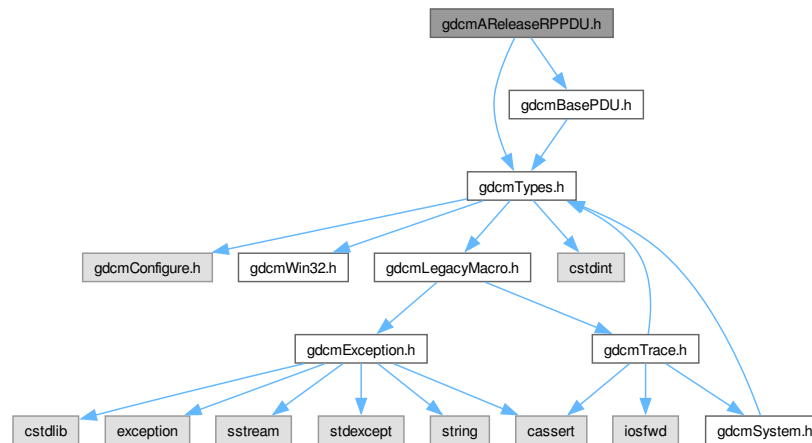 gdcmAReleaseRPPDU.h
gdcmBasePDU.h
gdcmTypes.h
gdcmConfigure.h
gdcmWin32.h
gdcmLegacyMacro.h
cstdint
gdcmException.h
gdcmTrace.h
cstdlib
exception
sstream
stdexcept
string
cassert
iosfwd
gdcmSystem.h